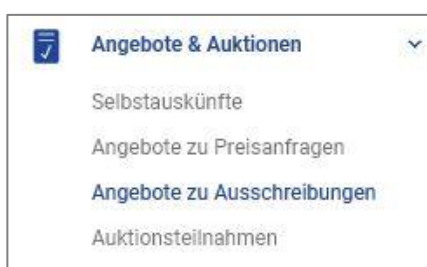 Angebote & Auktionen
Selbstauskünfte
Angebote zu Preisanfragen
Angebote zu Ausschreibungen
Auktionsteilnahmen